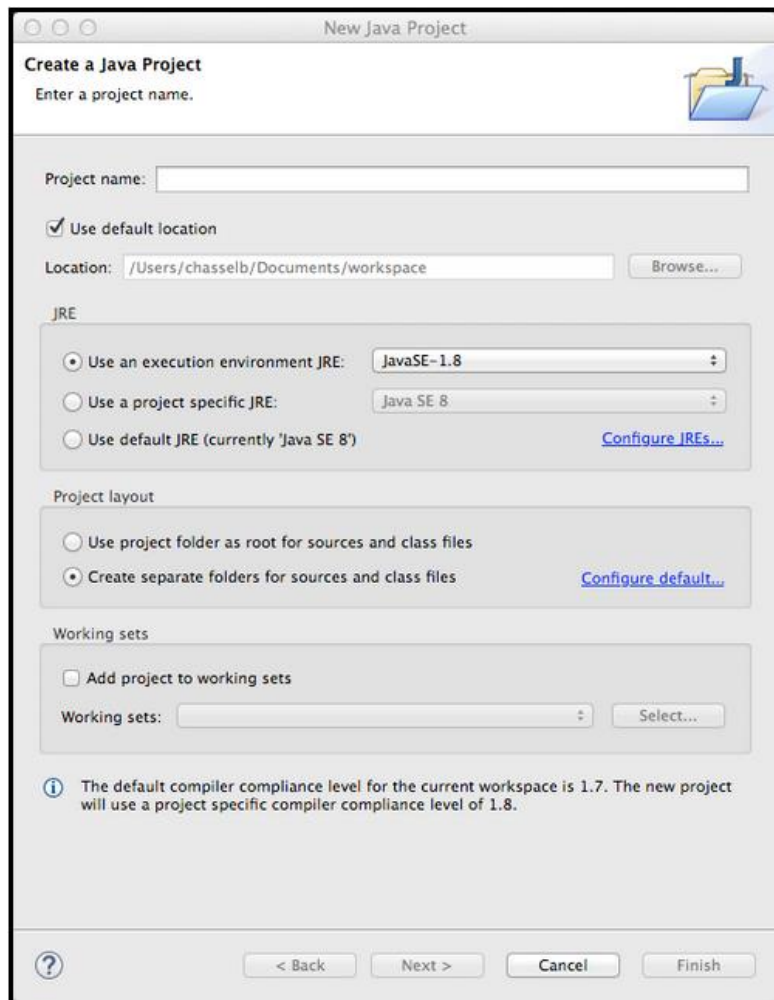 New Java Project
Create a Java Project
Enter a project name.
Project name:
Use default location
Location: /Users/chasselb/Documents/workspace Browse...
JRE
Use an execution environment JRE: JavaSE-1.8
Use a project specific JRE: Java SE 8
Use default JRE (currently 'Java SE 8') Configure JREs...
Project layout
Use project folder as root for sources and class files
Create separate folders for sources and class files Configure default...
Working sets
Add project to working sets
Working sets: Select...
The default compiler compliance level for the current workspace is 1.7. The new project
will use a project specific compiler compliance level of 1.8.
? < Back Next > Cancel Finish